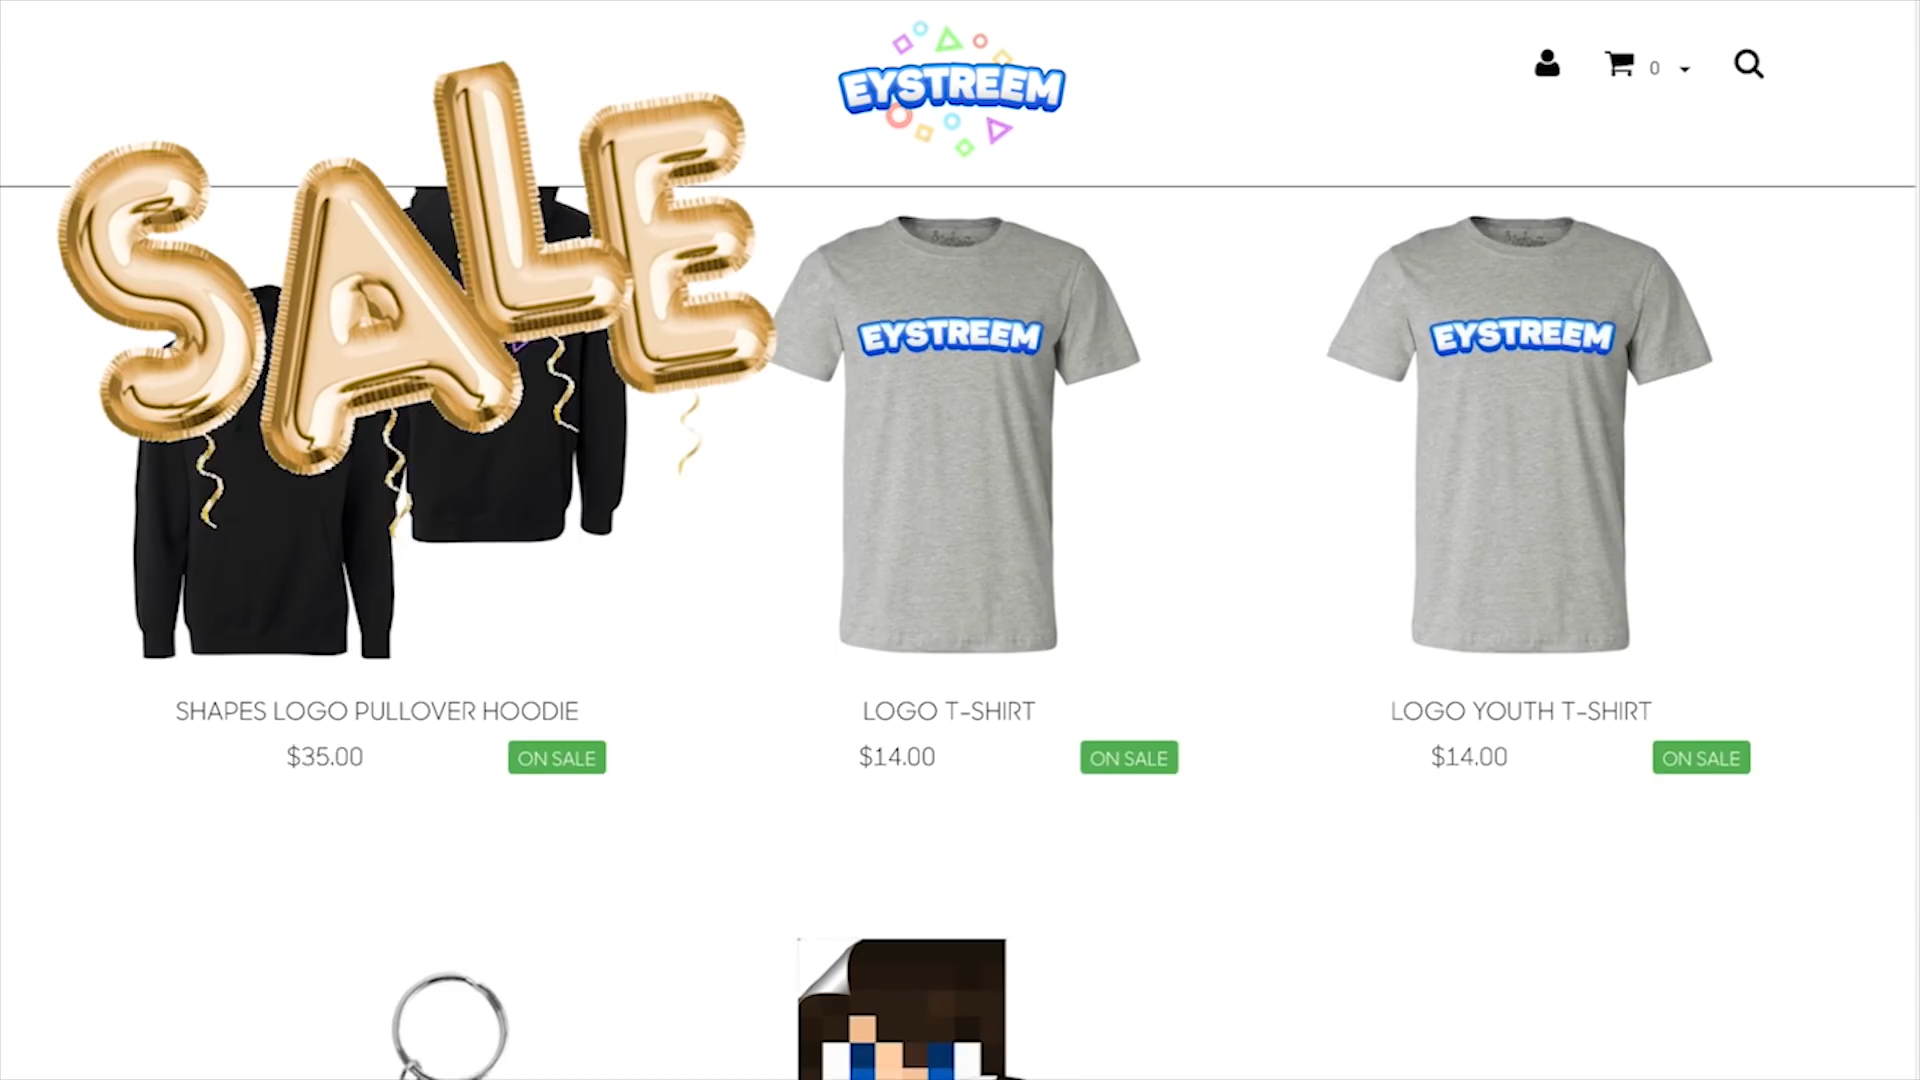 EYSTREEM
0
SALE
EYSTREEM
EYSTREEM
SHAPES LOGO PULLOVER HOODIE
LOGO T-SHIRT
LOGO YOUTH T-SHIRT
$35.00
ON SALE
$14.00
ON SALE
$14.00
ON SALE